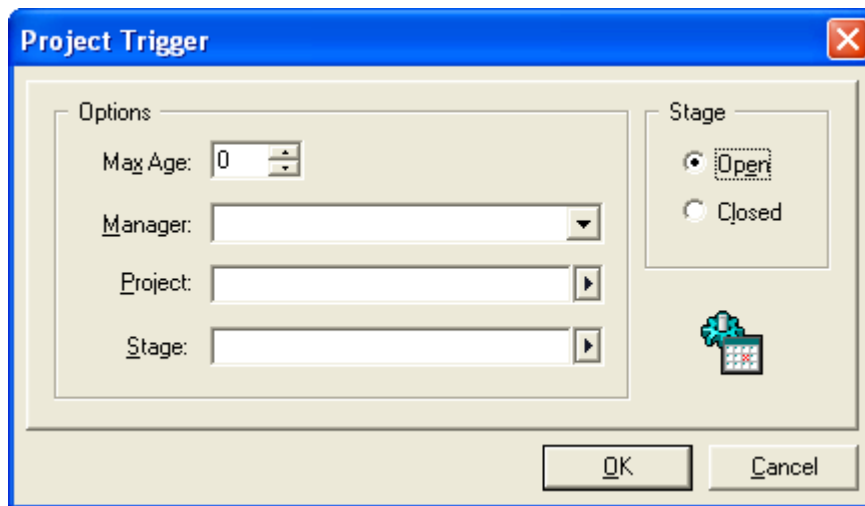 Project Trigger
Options
Max Age: 0
Manager:
Project:
Stage:
Stage
Open
Closed
OK
Cancel